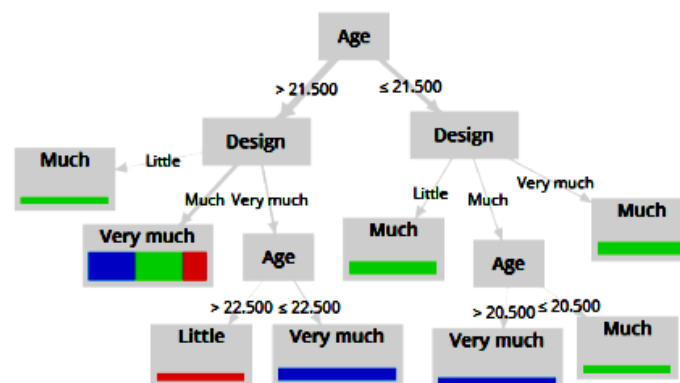 Age
> 21.500 ≤ 21.500
Design Design
Much Little
Little Much Very much
Much Very much
Very much Age Much Age Much
> 22.500 ≤ 22.500 > 20.500 ≤ 20.500
Little Very much Very much Much